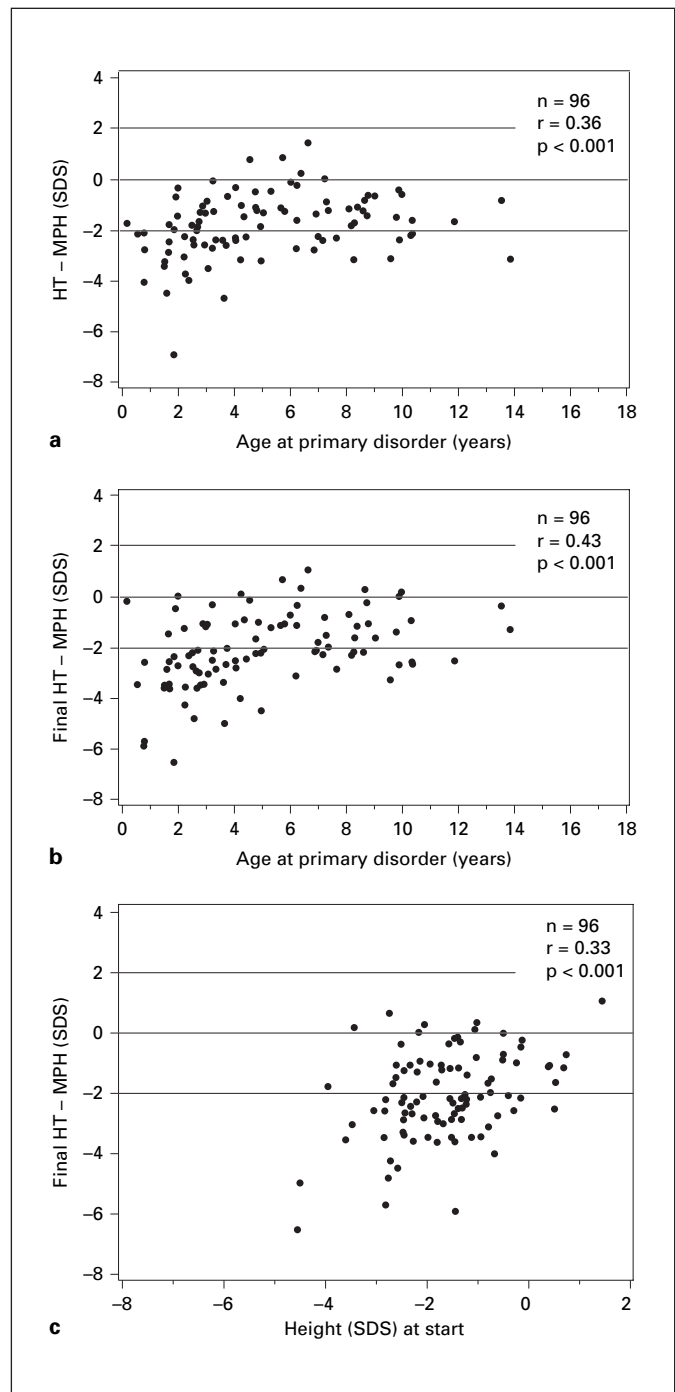 4
2
0
–2
–4
–6
–8
HT – MPH (SDS)
n = 96
r = 0.36
p < 0.001
0 2 4 6 8 10 12 14 16 18
a
Age at primary disorder (years)
4
2
0
–2
–4
–6
–8
Final HT – MPH (SDS)
n = 96
r = 0.43
p < 0.001
0 2 4 6 8 10 12 14 16 18
b
Age at primary disorder (years)
4
2
0
–2
–4
–6
–8
Final HT – MPH (SDS)
n = 96
r = 0.33
p < 0.001
–8 –6 –4 –2 0 2
c
Height (SDS) at start